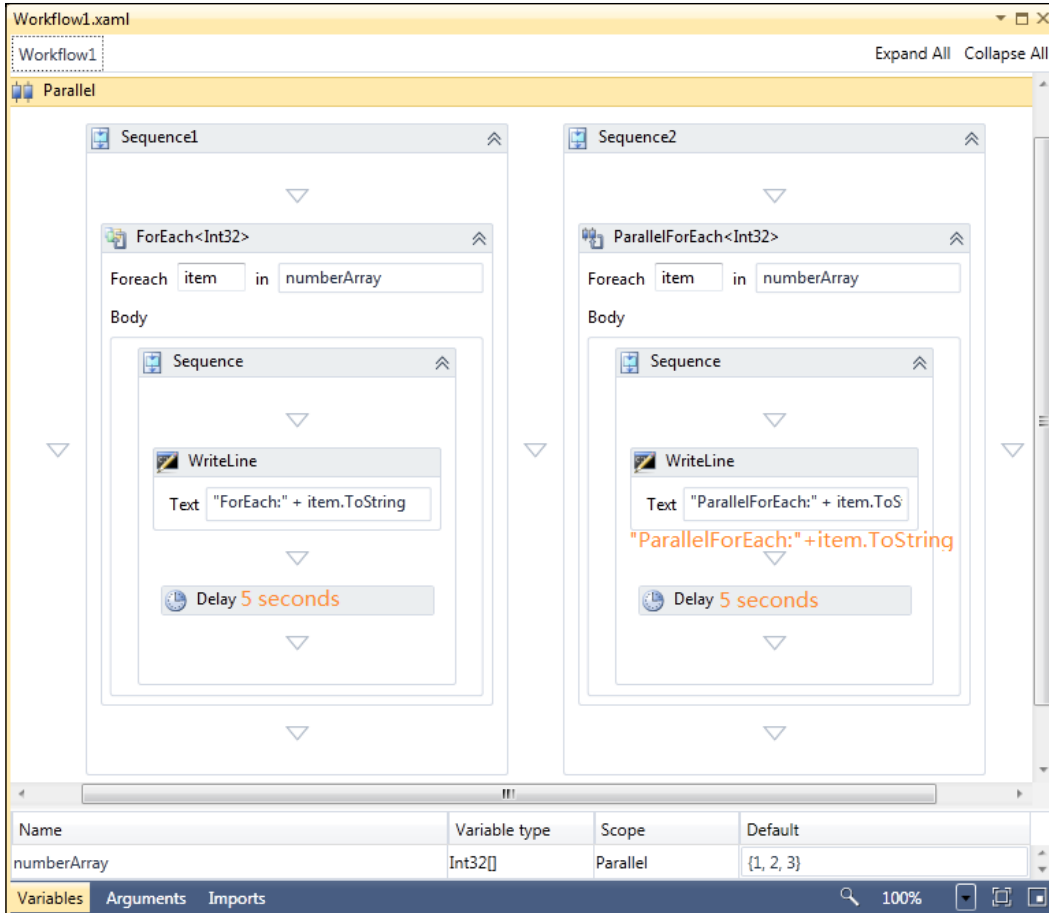 Workflow1.xaml
Workflow1
Expand All Collapse All
Parallel
Sequence1
Sequence2
ForEach<Int32>
ParallelForEach<Int32>
Foreach item in numberArray
Foreach item in numberArray
Body
Body
Sequence
Sequence
WriteLine
WriteLine
Text "ForEach:" + item.ToString
Text "ParallelForEach:" + item.ToS
"ParallelForEach:"+item.ToString
Delay 5 seconds
Delay 5 seconds
Name Variable type Scope Default
numberArray Int32[] Parallel {1, 2, 3}
Variables Arguments Imports 100%